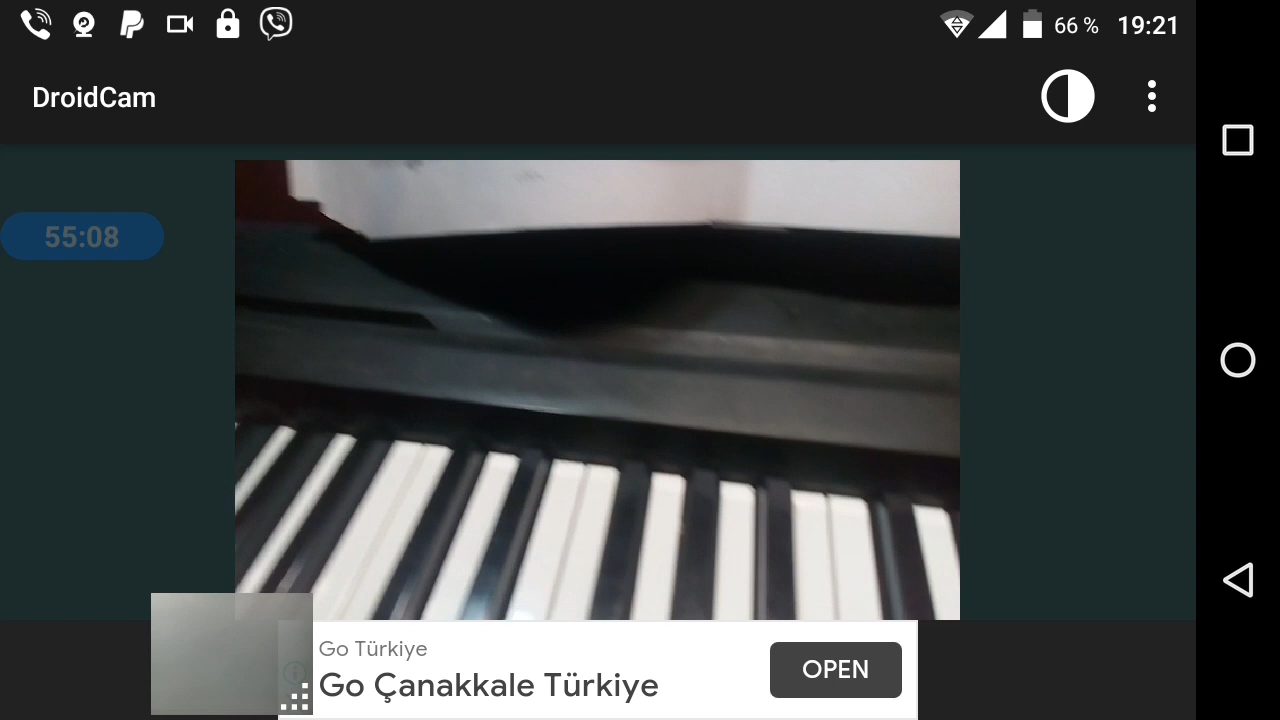 66 % 19:21
DroidCam
55:08
Go Türkiye
Go Çanakkale Türkiye
OPEN